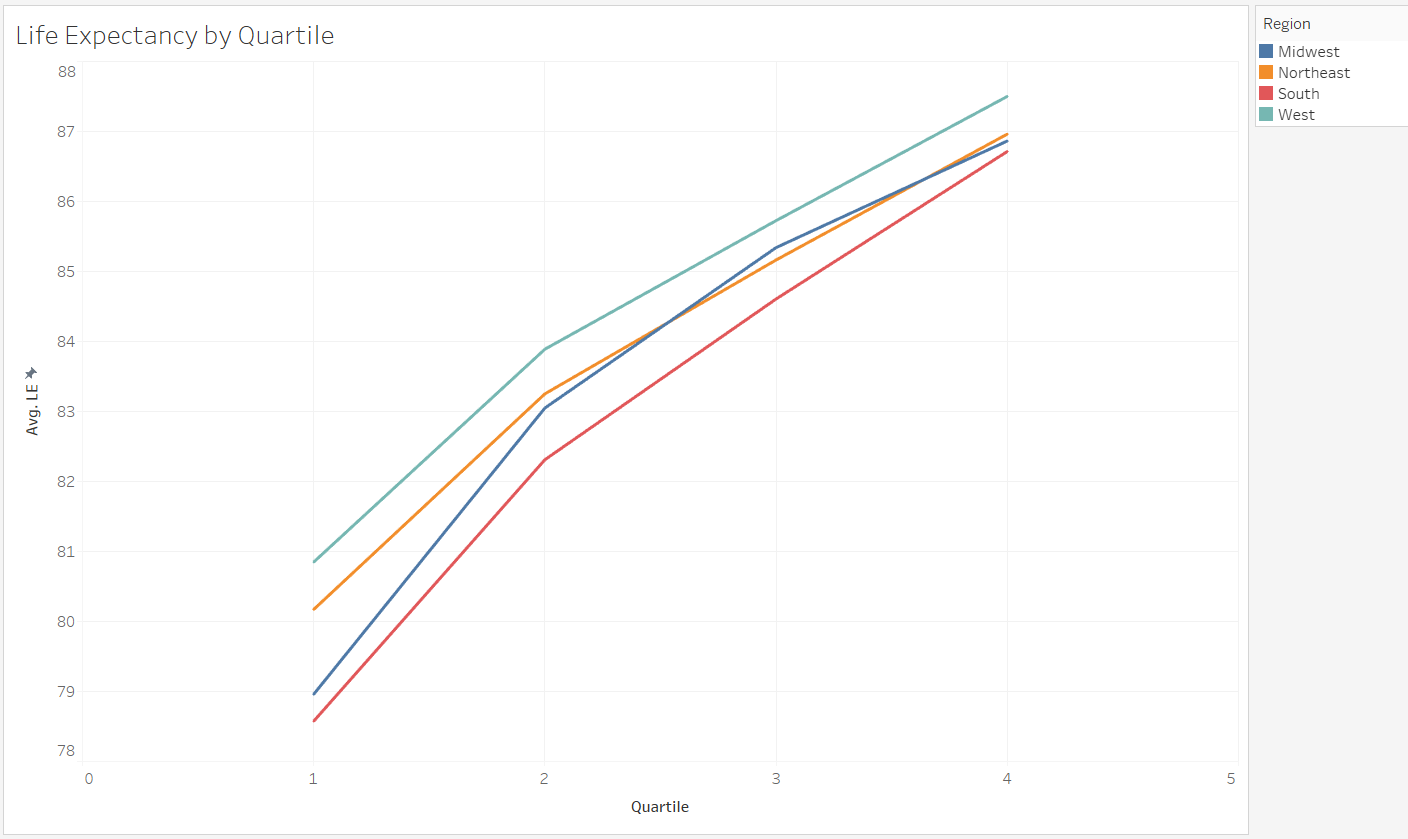 Life Expectancy by Quartile
88
87
86
85
84
83
82
81
80
79
78
Avg. LE
0 1 2 3 4 5
Quartile
Region
Midwest
Northeast
South
West